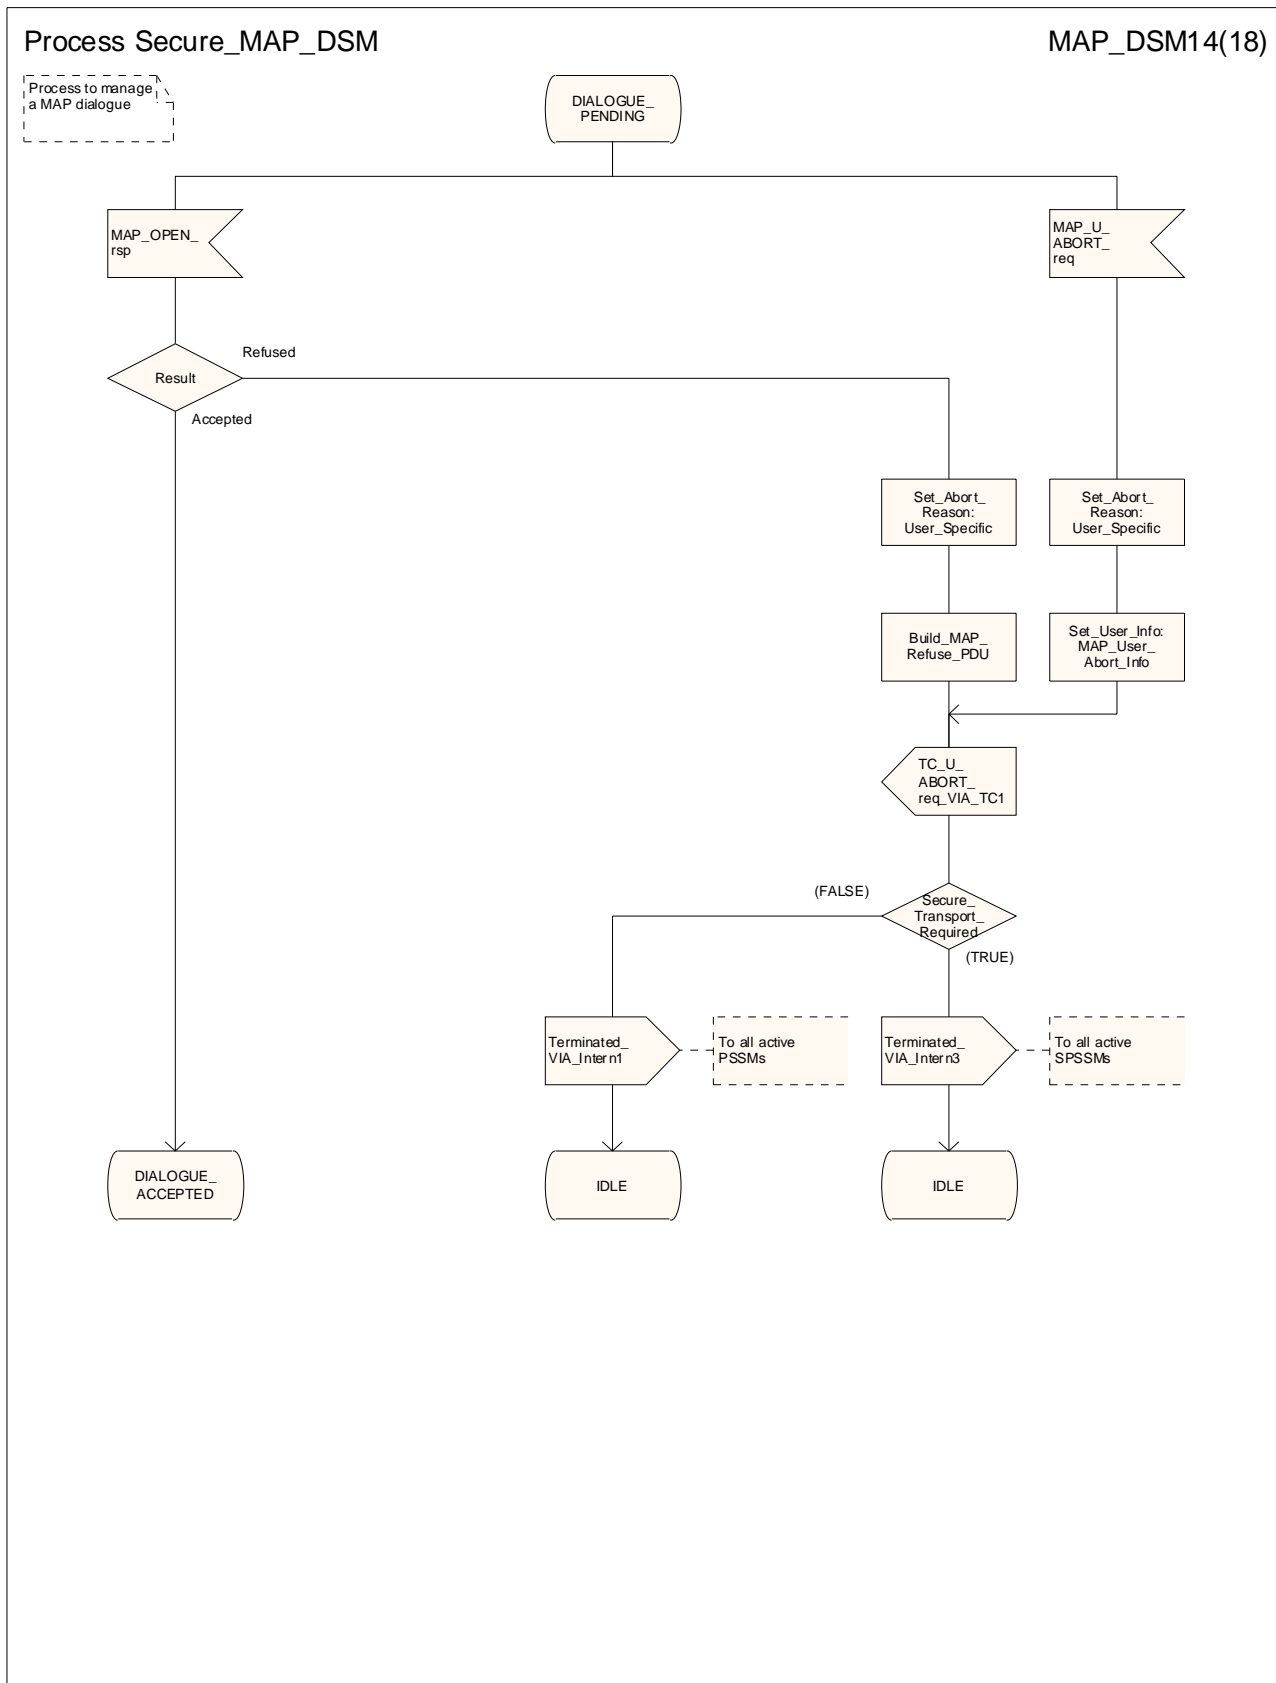 Process Secure_MAP_DSM
MAP_DSM14(18)
Process to manage
a MAP dialogue
DIALOGUE_
PENDING
MAP_OPEN_
rsp
MAP_U_
ABORT_
req
Refused
Result
Accepted
Set_Abort_
Reason:
User_Specific
Set_Abort_
Reason:
User_Specific
Build_MAP_
Refuse_PDU
Set_User_Info:
MAP_User_
Abort_Info
TC_U_
ABORT_
req_VIA_TC1
(FALSE)
Secure_
Transport_
Required
(TRUE)
Terminated_
VIA_Intern1
To all active
PSSMs
Terminated_
VIA_Intern3
To all active
SPSSMs
DIALOGUE_
ACCEPTED
IDLE
IDLE